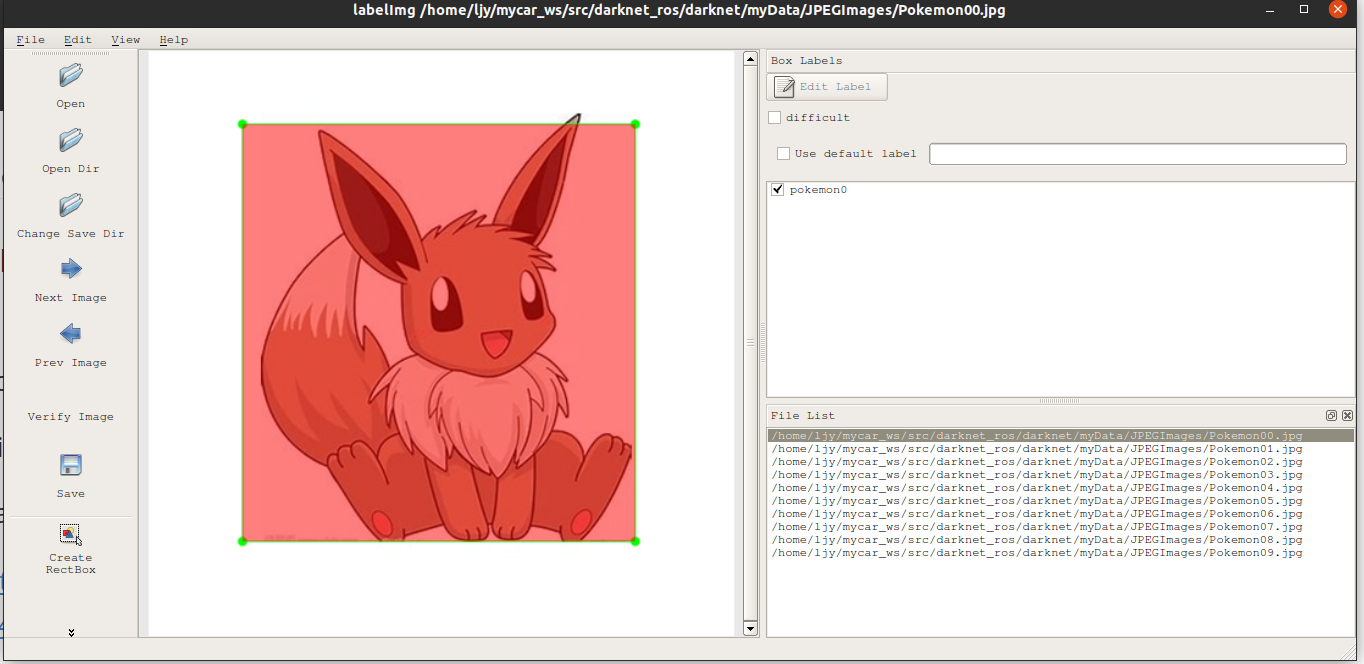 labelImg /home/ljy/mycar_ws/src/darknet_ros/darknet/myData/JPEGImages/Pokemon00.jpg
File Edit View Help
Open
Open Dir
Change Save Dir
Next Image
Prev Image
Verify Image
Save
Create
RectBox
Box Labels
Edit Label
difficult
Use default label
pokemon0
File List
/home/ljy/mycar_ws/src/darknet_ros/darknet/myData/JPEGImages/Pokemon00.jpg
/home/ljy/mycar_ws/src/darknet_ros/darknet/myData/JPEGImages/Pokemon01.jpg
/home/ljy/mycar_ws/src/darknet_ros/darknet/myData/JPEGImages/Pokemon02.jpg
/home/ljy/mycar_ws/src/darknet_ros/darknet/myData/JPEGImages/Pokemon03.jpg
/home/ljy/mycar_ws/src/darknet_ros/darknet/myData/JPEGImages/Pokemon04.jpg
/home/ljy/mycar_ws/src/darknet_ros/darknet/myData/JPEGImages/Pokemon05.jpg
/home/ljy/mycar_ws/src/darknet_ros/darknet/myData/JPEGImages/Pokemon06.jpg
/home/ljy/mycar_ws/src/darknet_ros/darknet/myData/JPEGImages/Pokemon07.jpg
/home/ljy/mycar_ws/src/darknet_ros/darknet/myData/JPEGImages/Pokemon08.jpg
/home/ljy/mycar_ws/src/darknet_ros/darknet/myData/JPEGImages/Pokemon09.jpg